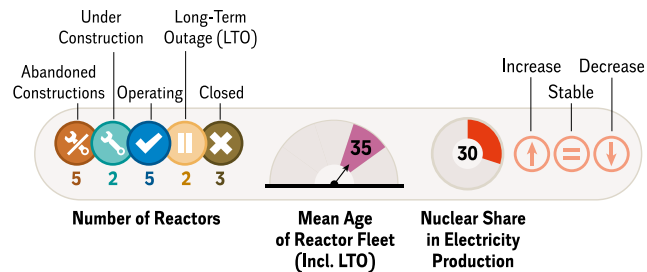 Under
Construction
Long-Term
Outage (LTO)
Abandoned
Constructions
Operating
Closed
Increase
Decrease
Stable
35
30
5
2
5
2
3
Number of Reactors
Mean Age
of Reactor Fleet
(Incl. LTO)
Nuclear Share
in Electricity
Production